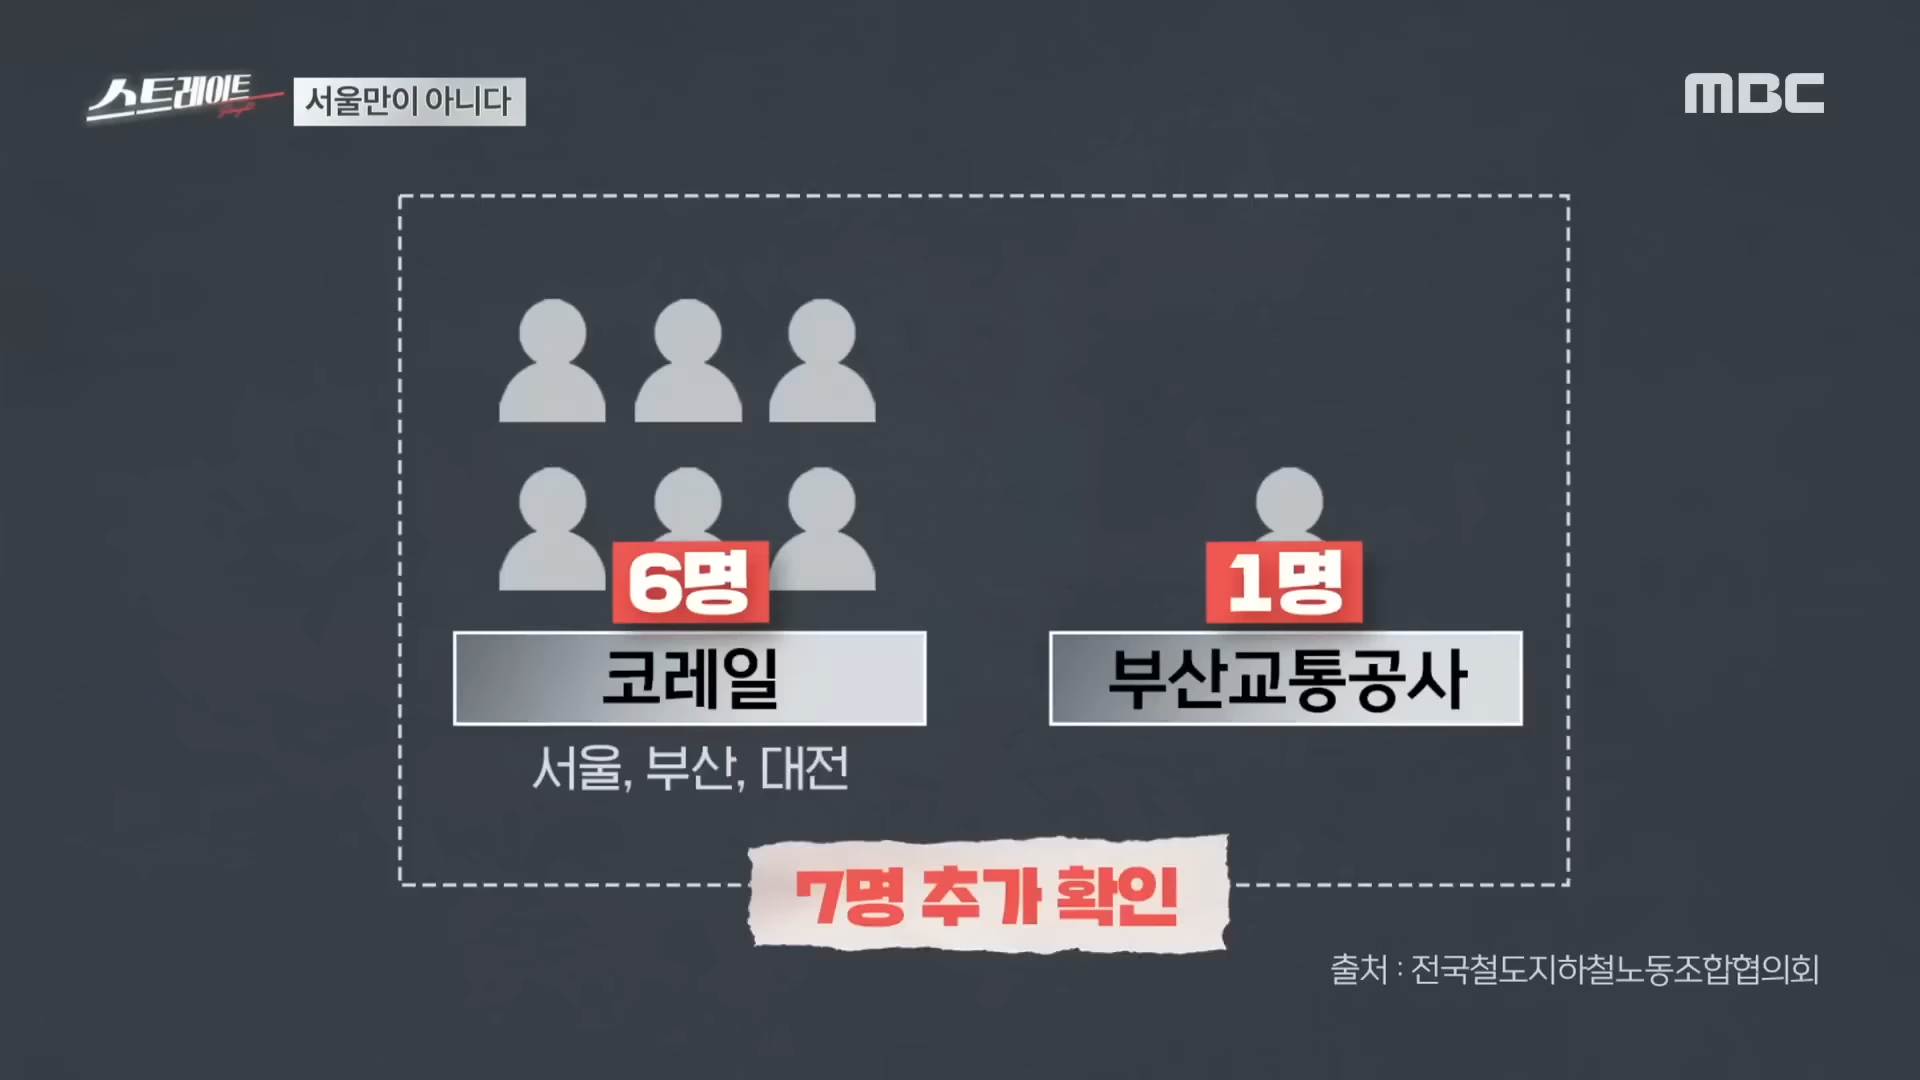 스트레이트
서울만이 아니다
MBC
6명
1명
코레일
부산교통공사
서울, 부산, 대전
7명 추가 확인
출처 : 전국철도지하철노동조합협의회